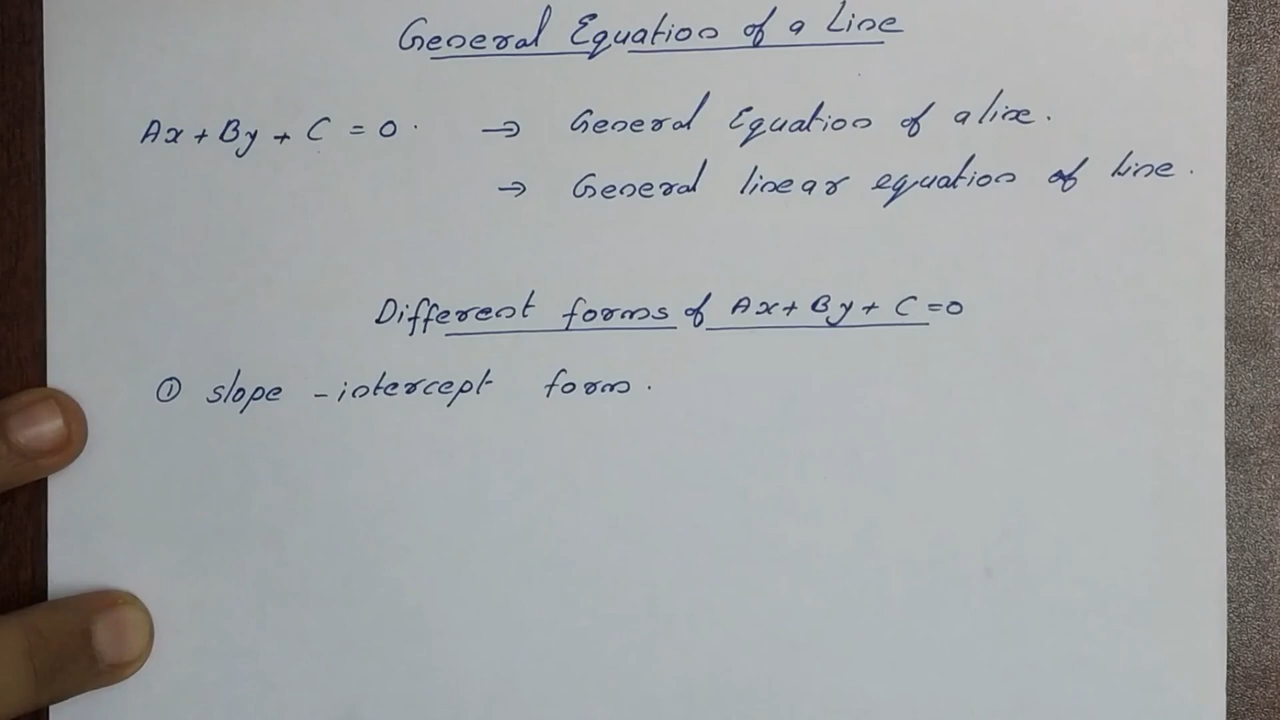 General Equation of a Line
Ax + By + C = 0. → General Equation of a line.
→ General linear equation of line.
Different forms of Ax + By + C = 0
① slope - intercept form.